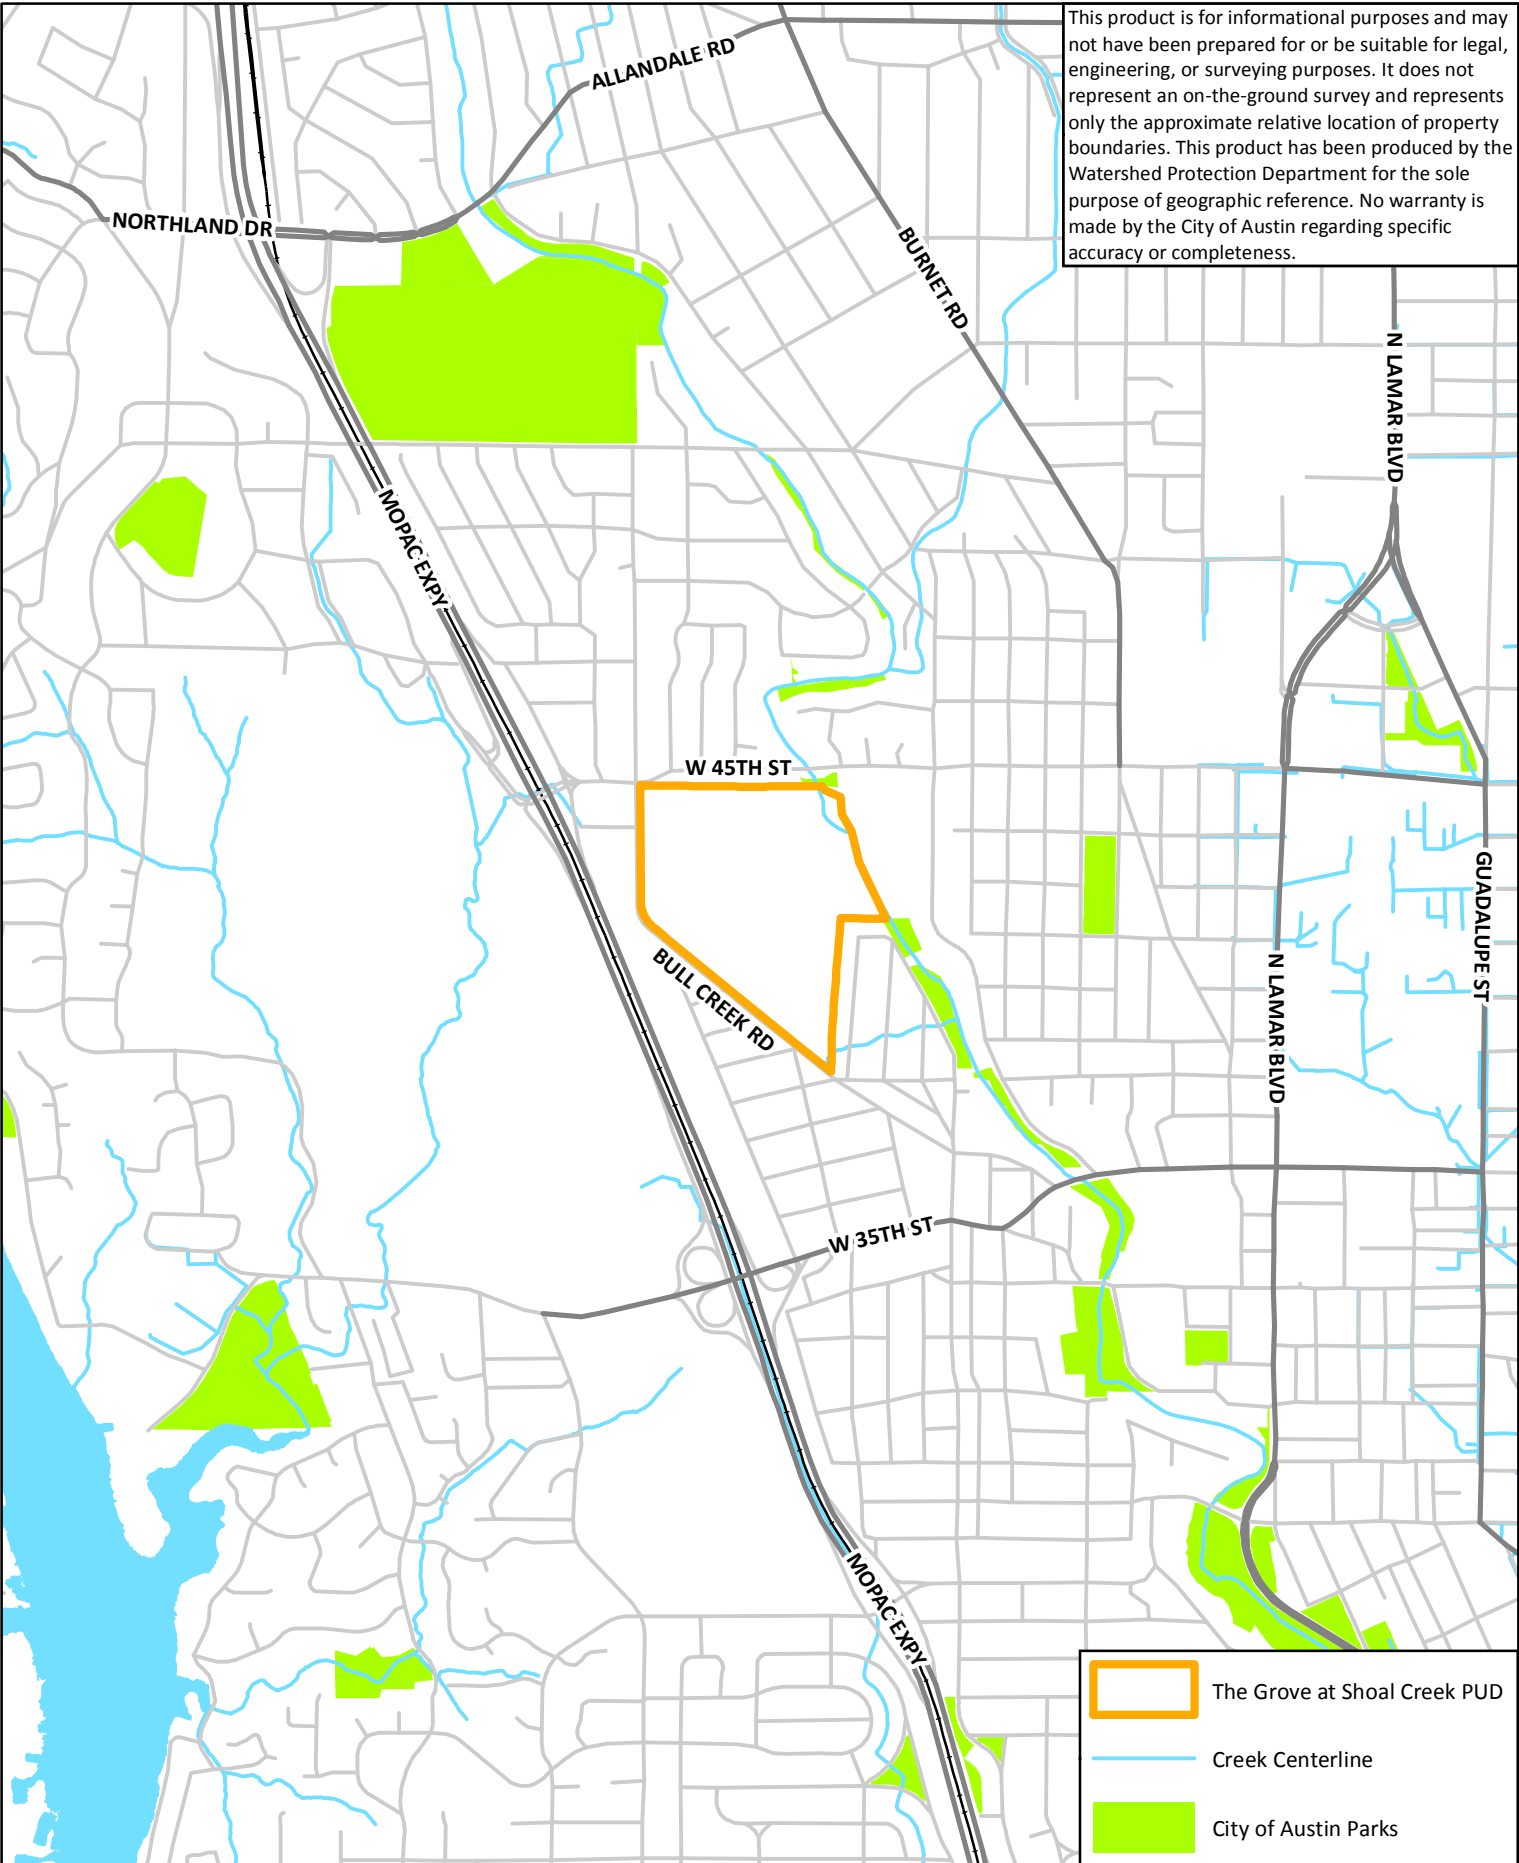 This product is for informational purposes and may
not have been prepared for or be suitable for legal,
engineering, or surveying purposes. It does not
represent an on-the-ground survey and represents
only the approximate relative location of property
boundaries. This product has been produced by the
Watershed Protection Department for the sole
purpose of geographic reference. No warranty is
made by the City of Austin regarding specific
accuracy or completeness.
ALLANDALE RD
NORTHLAND DR
BURNET RD
N LAMAR BLVD
MOPAC EXPY
W 45TH ST
GUADALUPE ST
BULL CREEK RD
N LAMAR BLVD
W 35TH ST
MOPAC EXPY
The Grove at Shoal Creek PUD
Creek Centerline
City of Austin Parks